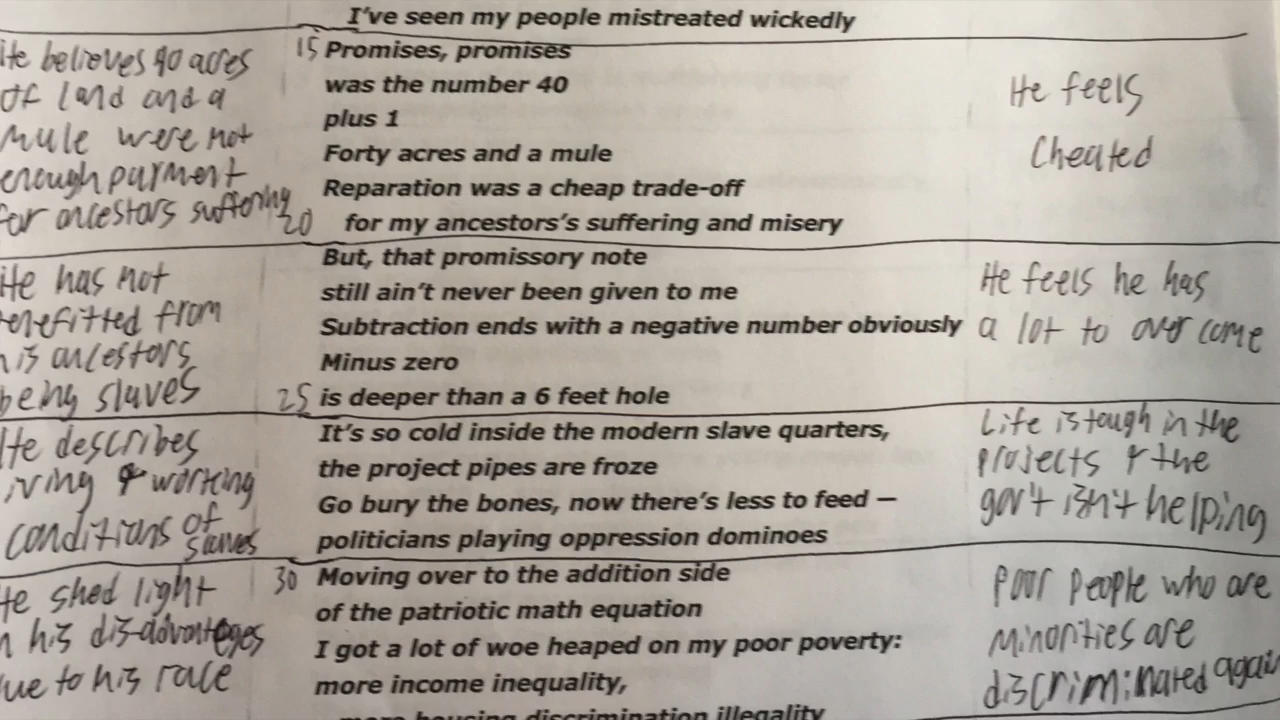 I've seen my people mistreated wickedly
He believes 40 acres
of land and a
mule were not
enough payment
for ancestors suffering
15 Promises, promises
was the number 40
plus 1
Forty acres and a mule
Reparation was a cheap trade-off
20 for my ancestors's suffering and misery
He feels
Cheated
He has not
benefitted from
his ancestors
being slaves
But, that promissory note
still ain't never been given to me
Subtraction ends with a negative number obviously
Minus zero
25 is deeper than a 6 feet hole
He feels he has
a lot to over come
He describes
living & working
conditions of
slaves
It's so cold inside the modern slave quarters,
the project pipes are froze
Go bury the bones, now there's less to feed —
politicians playing oppression dominoes
Life is tough in the
projects & the
gov't isn't helping
He shed light
his dis-advantages
due to his race
30 Moving over to the addition side
of the patriotic math equation
I got a lot of woe heaped on my poor poverty:
more income inequality,
more housing discrimination illegality
Poor people who are
minorities are
discriminated again